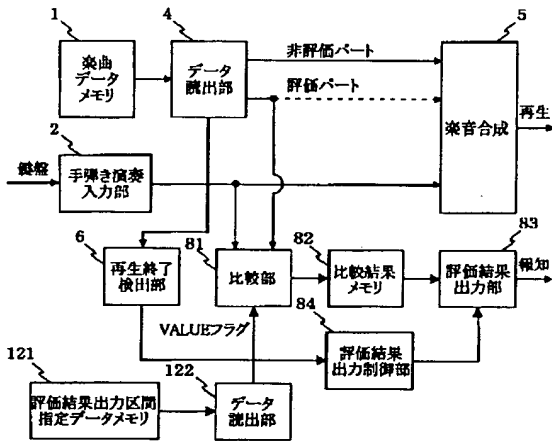 1
楽曲
データ
メモリ
4
データ
読出部
非評価パート
評価パート
5
楽音合成
再生
2
鍵盤
手弾き演奏
入力部
6
再生終了
検出部
81
比較部
82
比較結果
メモリ
83
評価結果
出力部
報知
VALUEフラグ
84
評価結果
出力制御部
121
評価結果出力区間
指定データメモリ
122
データ
読出部